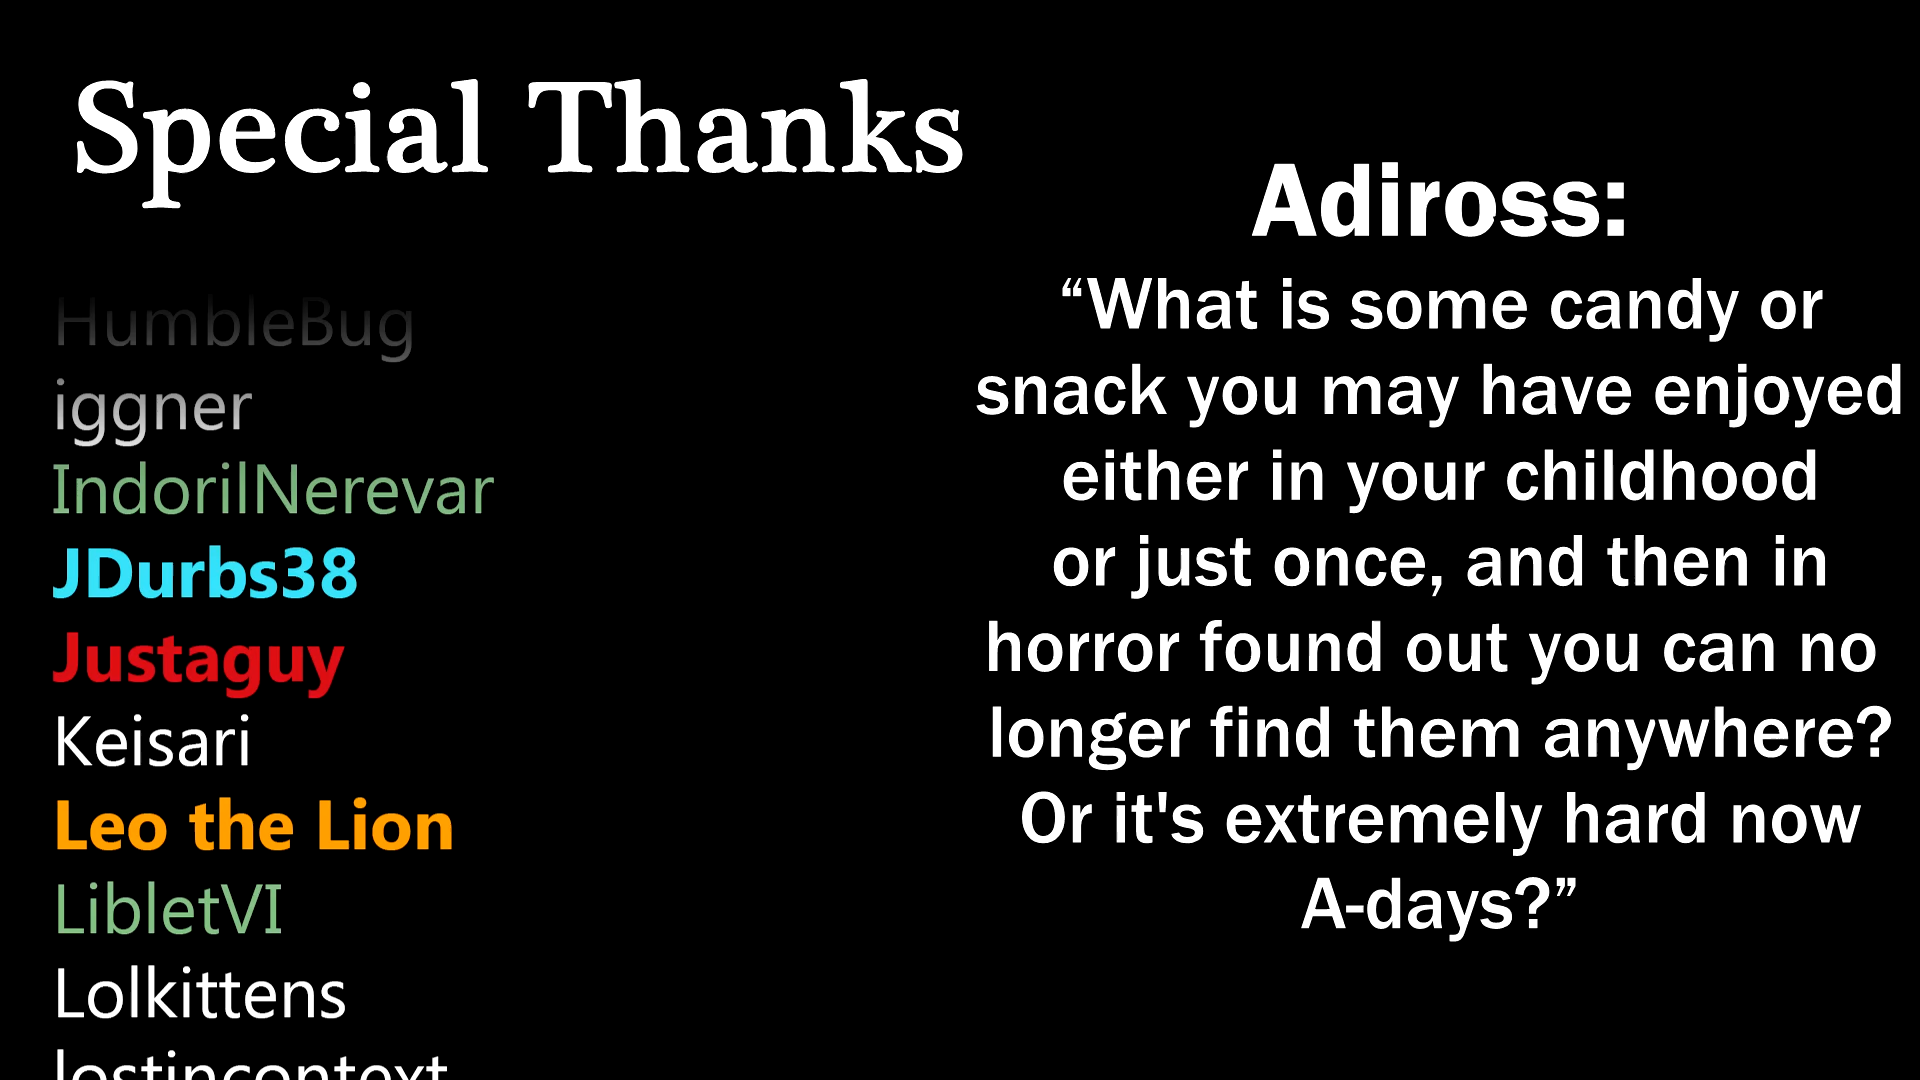 Special Thanks
HumbleBug
iggner
IndorilNerevar
JDurbs38
Justaguy
Keisari
Leo the Lion
LibletVI
Lolkittens
lostincontext
Adiross:
“What is some candy or
snack you may have enjoyed
either in your childhood
or just once, and then in
horror found out you can no
longer find them anywhere?
Or it's extremely hard now
A-days?”